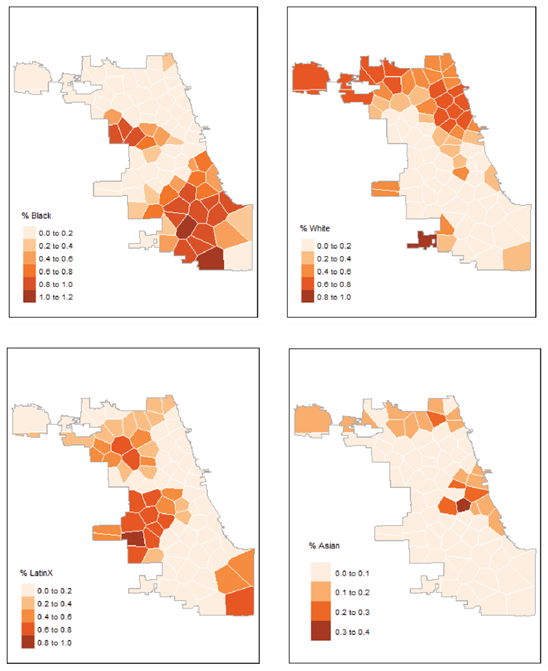 % Black
0.0 to 0.2
0.2 to 0.4
0.4 to 0.6
0.6 to 0.8
0.8 to 1.0
1.0 to 1.2
% White
0.0 to 0.2
0.2 to 0.4
0.4 to 0.6
0.6 to 0.8
0.8 to 1.0
% LatinX
0.0 to 0.2
0.2 to 0.4
0.4 to 0.6
0.6 to 0.8
0.8 to 1.0
% Asian
0.0 to 0.1
0.1 to 0.2
0.2 to 0.3
0.3 to 0.4